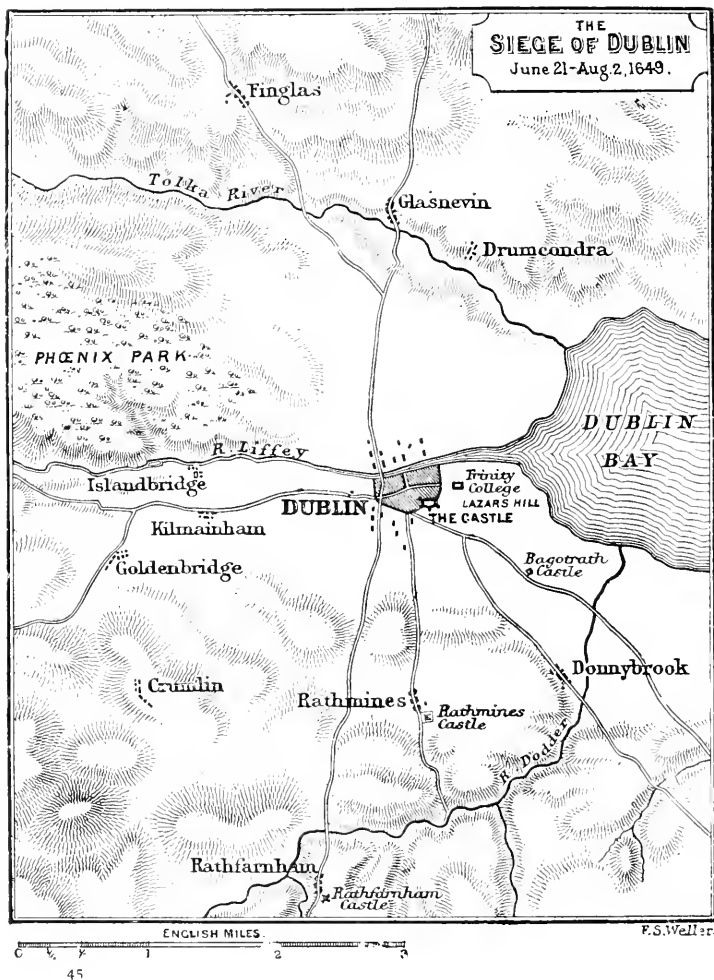 THE
SIEGE OF DUBLIN
June 21-Aug. 2, 1649.
Finglas
Tolka River
Glasnevin
Drumcondra
PHŒNIX PARK
DUBLIN
BAY
R. Liffey
Islandbridge
Trinity
College
LAZARS HILL
DUBLIN
THE CASTLE
Kilmainham
Bagotrath
Castle
Goldenbridge
Donnybrook
Crumlin
Rathmines
Rathmines
Castle
R. Dodder
Rathfarnham
Rathfarnham
Castle
ENGLISH MILES.
F.S.Weller
0 1 2 3
45